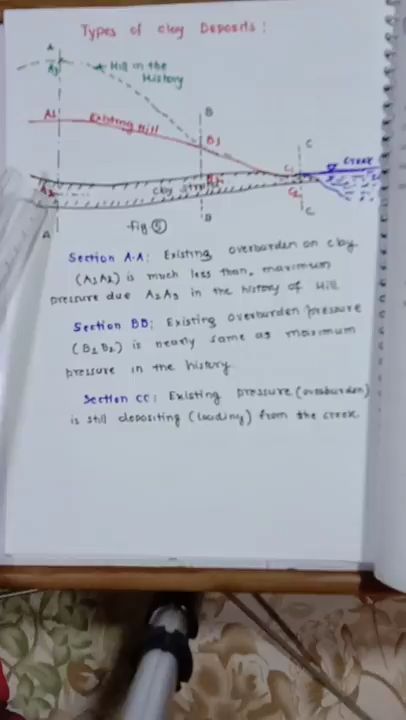 Types of clay Deposits :
A
A3
Hill in the
History
B
A1
Existing Hill
B1
C
C1
creek
A2
clay strata
B2
C2
A
B
C
fig ⑤
Section A-A: Existing overburden on clay
(A1A2) is much less than, maximum
pressure due A2A3 in the history of Hill
Section BB: Existing overburden pressure
(B1B2) is nearly same as maximum
pressure in the history.
Section CC: Existing pressure (overburden)
is still depositing (loading) from the creek.